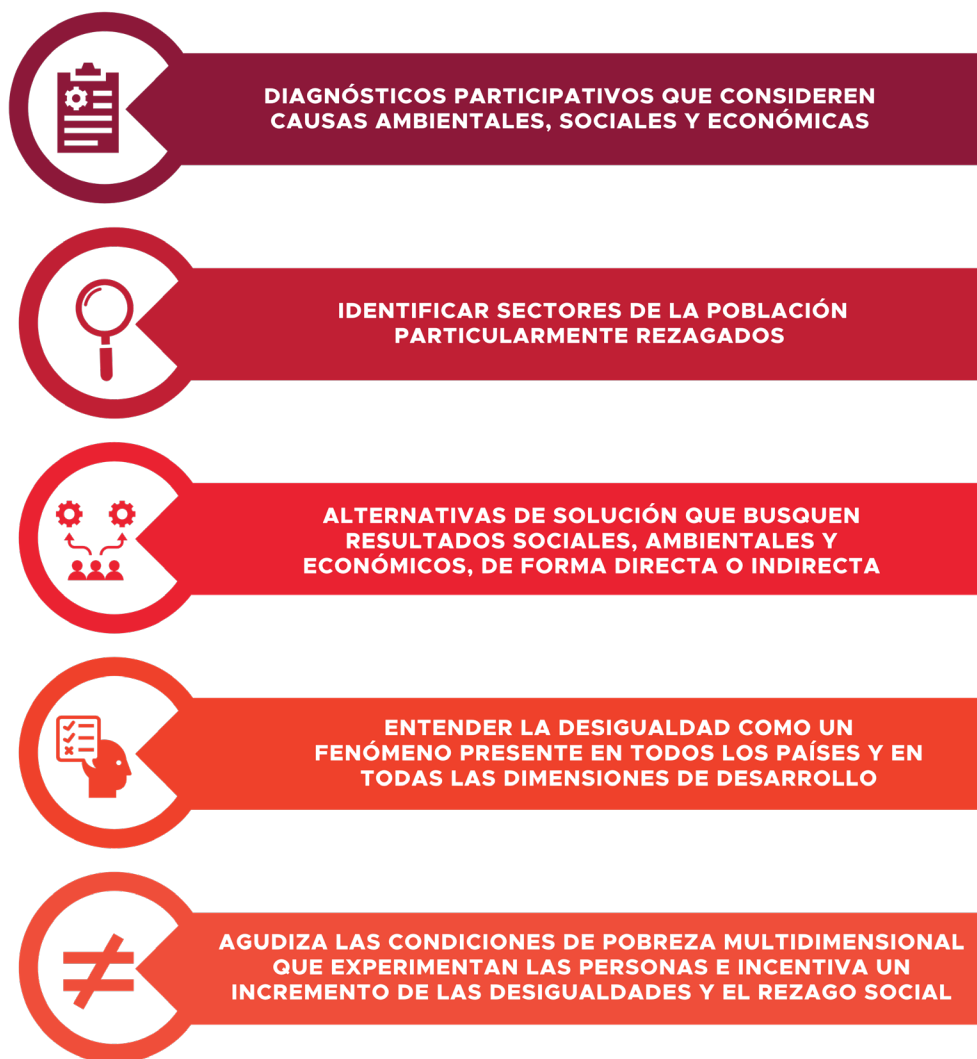 DIAGNÓSTICOS PARTICIPATIVOS QUE CONSIDEREN
CAUSAS AMBIENTALES, SOCIALES Y ECONÓMICAS
IDENTIFICAR SECTORES DE LA POBLACIÓN
PARTICULARMENTE REZAGADOS
ALTERNATIVAS DE SOLUCIÓN QUE BUSQUEN
RESULTADOS SOCIALES, AMBIENTALES Y
ECONÓMICOS, DE FORMA DIRECTA O INDIRECTA
ENTENDER LA DESIGUALDAD COMO UN
FENÓMENO PRESENTE EN TODOS LOS PAÍSES Y EN
TODAS LAS DIMENSIONES DE DESARROLLO
AGUDIZA LAS CONDICIONES DE POBREZA MULTIDIMENSIONAL
QUE EXPERIMENTAN LAS PERSONAS E INCENTIVA UN
INCREMENTO DE LAS DESIGUALDADES Y EL REZAGO SOCIAL